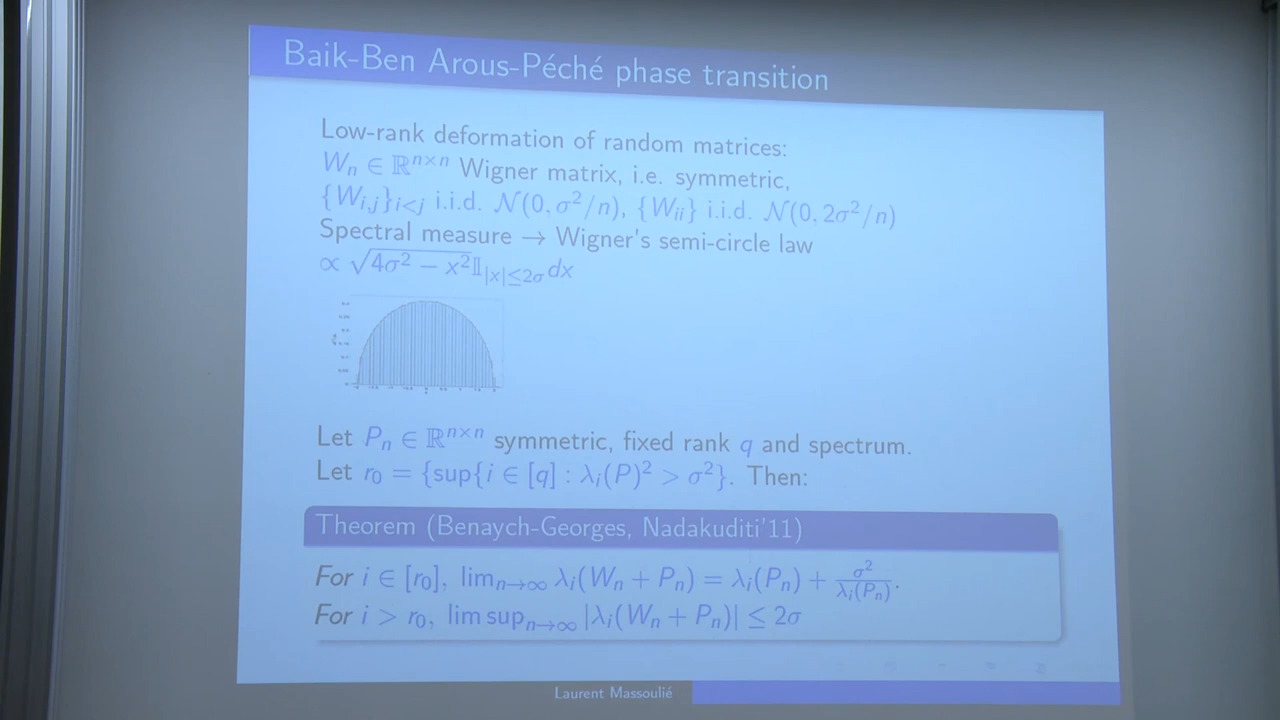 Baik-Ben Arous-Péché phase transition
Low-rank deformation of random matrices:
W_n ∈ ℝ^{n×n} Wigner matrix, i.e. symmetric,
{W_{i,j}}_{i<j} i.i.d. 𝒩(0, σ²/n), {W_{ii}} i.i.d. 𝒩(0, 2σ²/n)
Spectral measure → Wigner's semi-circle law
∝ √(4σ² − x²) 𝕀_{|x|≤2σ} dx
Let P_n ∈ ℝ^{n×n} symmetric, fixed rank q and spectrum.
Let r_0 = {sup{i ∈ [q] : λ_i(P)² > σ²}. Then:
Theorem (Benaych-Georges, Nadakuditi'11)
For i ∈ [r_0], lim_{n→∞} λ_i(W_n + P_n) = λ_i(P_n) + σ²/λ_i(P_n).
For i > r_0, lim sup_{n→∞} |λ_i(W_n + P_n)| ≤ 2σ
Laurent Massoulié